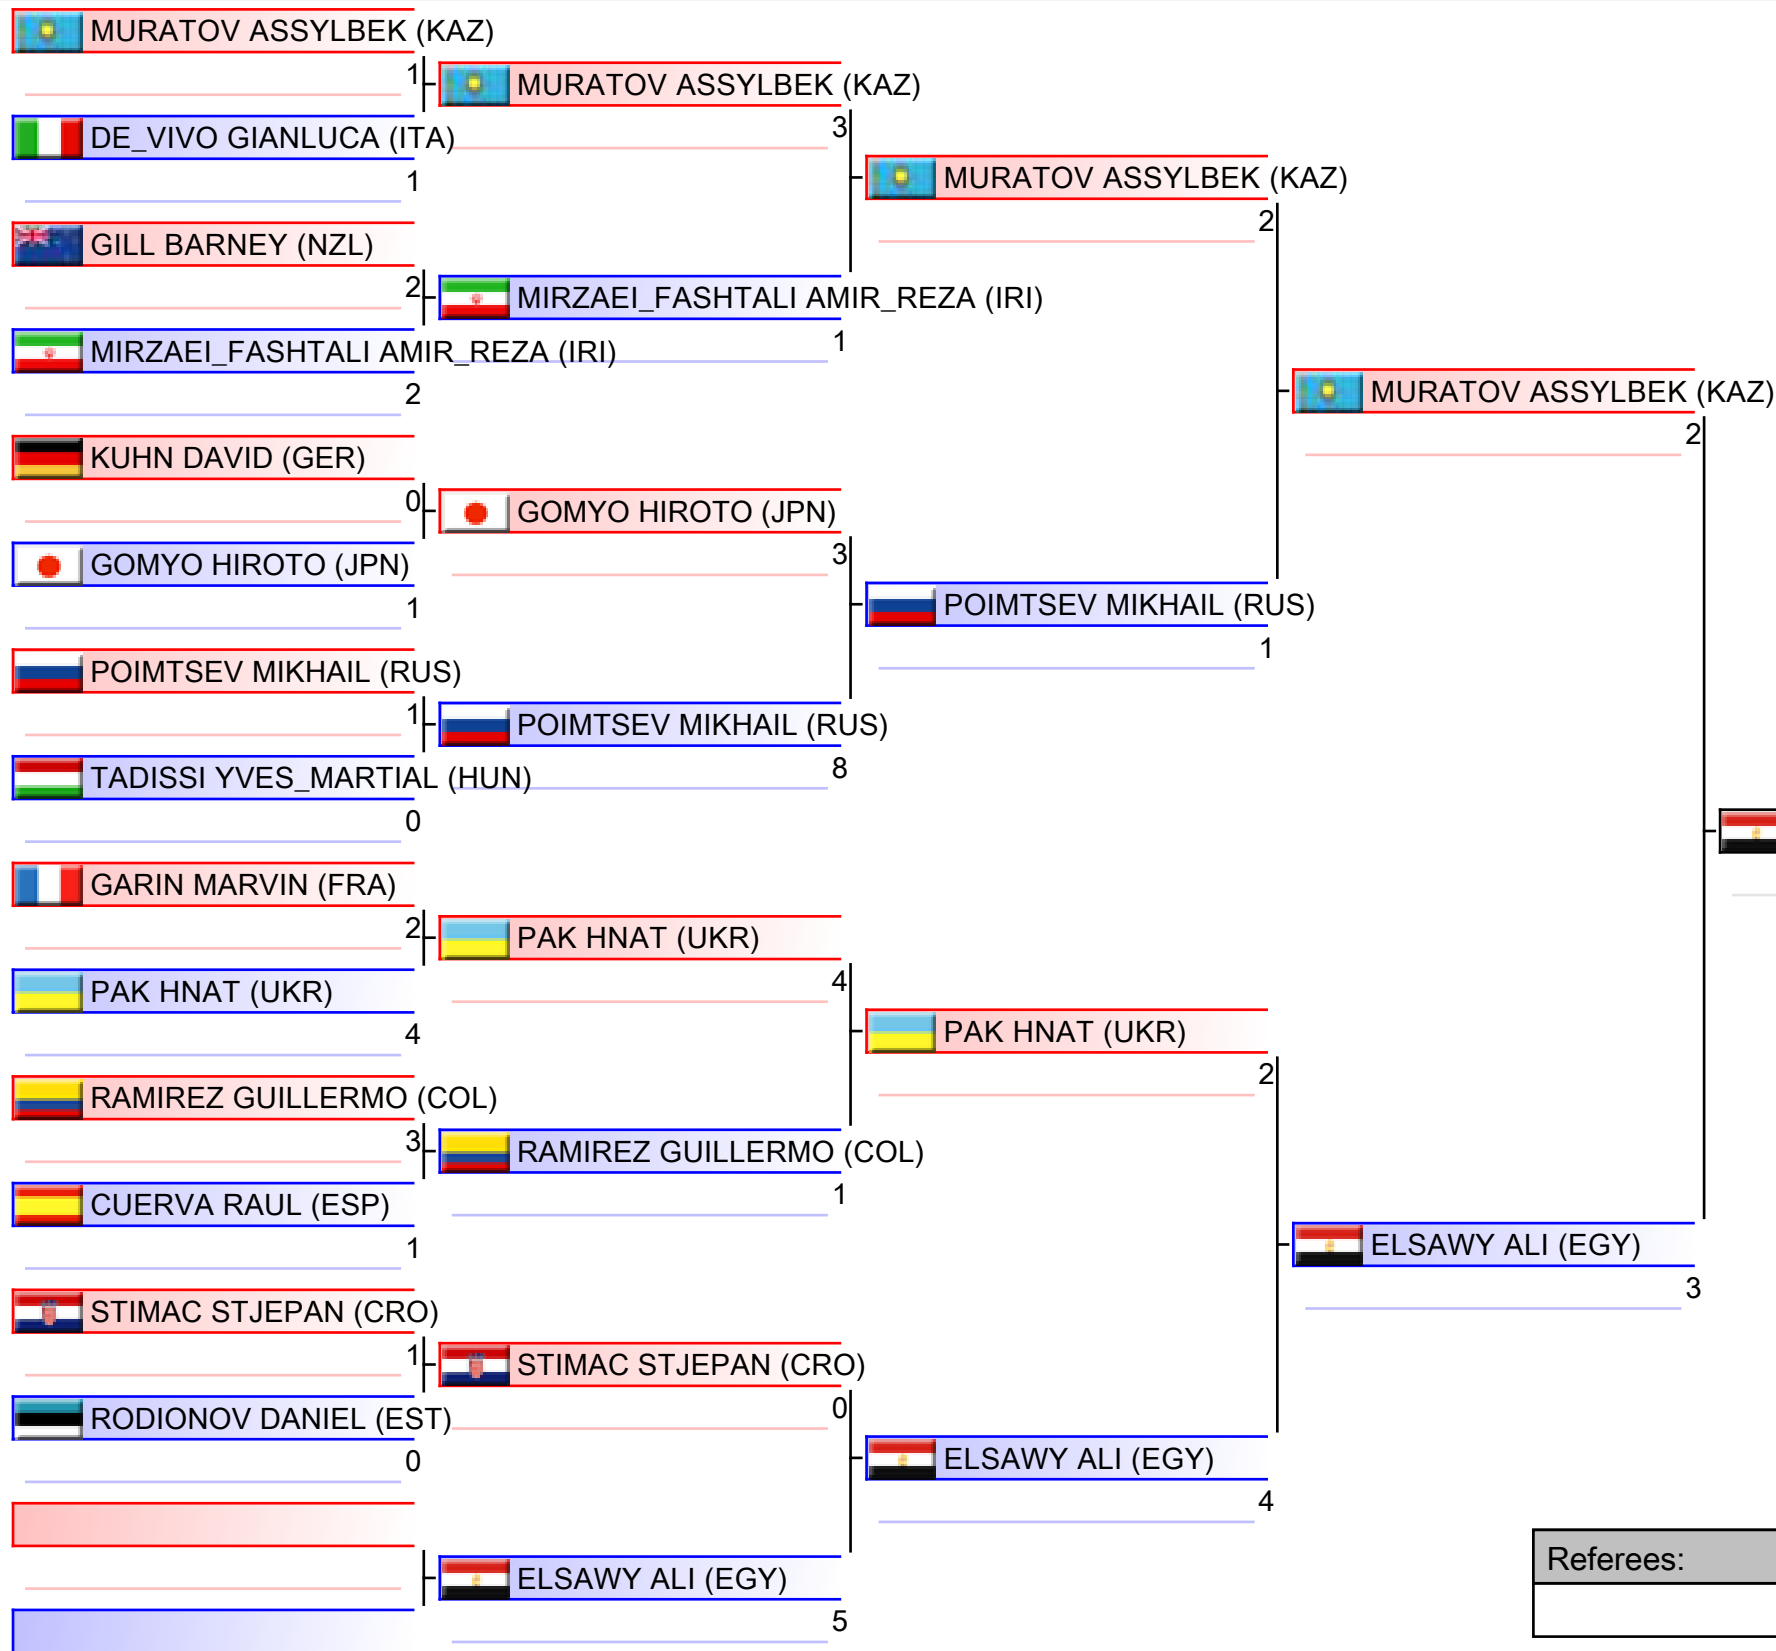 MURATOV ASSYLBEK (KAZ)
1
MURATOV ASSYLBEK (KAZ)
3
DE_VIVO GIANLUCA (ITA)
1
MURATOV ASSYLBEK (KAZ)
2
GILL BARNEY (NZL)
2
MIRZAEI_FASHTALI AMIR_REZA (IRI)
1
MIRZAEI_FASHTALI AMIR_REZA (IRI)
2
MURATOV ASSYLBEK (KAZ)
2
KUHN DAVID (GER)
0
GOMYO HIROTO (JPN)
3
GOMYO HIROTO (JPN)
1
POIMTSEV MIKHAIL (RUS)
1
POIMTSEV MIKHAIL (RUS)
1
POIMTSEV MIKHAIL (RUS)
8
TADISSI YVES_MARTIAL (HUN)
0
GARIN MARVIN (FRA)
2
PAK HNAT (UKR)
4
PAK HNAT (UKR)
4
PAK HNAT (UKR)
2
RAMIREZ GUILLERMO (COL)
3
RAMIREZ GUILLERMO (COL)
1
CUERVA RAUL (ESP)
1
ELSAWY ALI (EGY)
3
STIMAC STJEPAN (CRO)
1
STIMAC STJEPAN (CRO)
0
RODIONOV DANIEL (EST)
0
ELSAWY ALI (EGY)
4
ELSAWY ALI (EGY)
5
Referees: